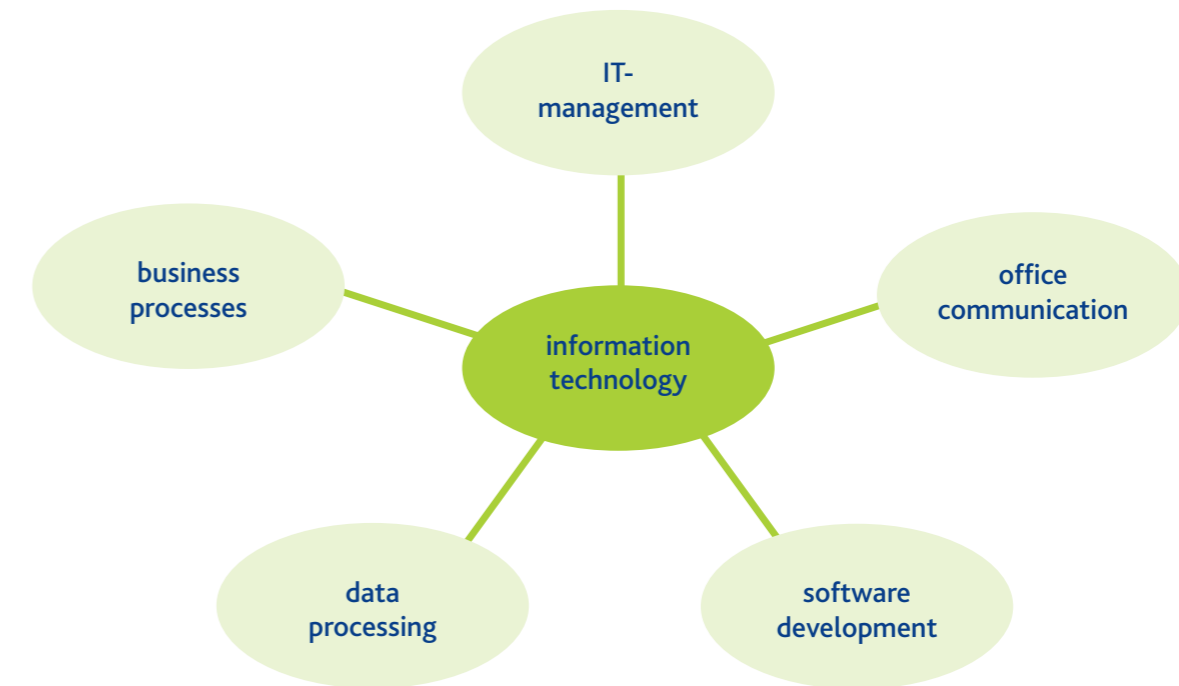 IT-
management
business
processes
office
communication
information
technology
data
processing
software
development